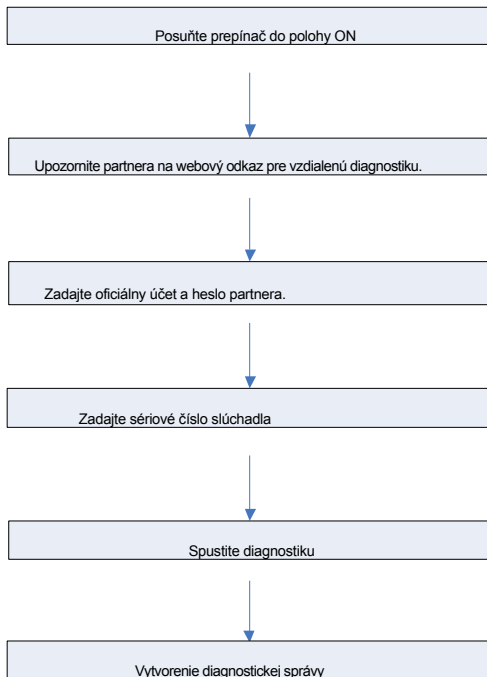 Posuňte prepínač do polohy ON
Upozornite partnera na webový odkaz pre vzdialenú diagnostiku.
Zadajte oficiálny účet a heslo partnera.
Zadajte sériové číslo slúchadla
Spustite diagnostiku
Vytvorenie diagnostickej správy